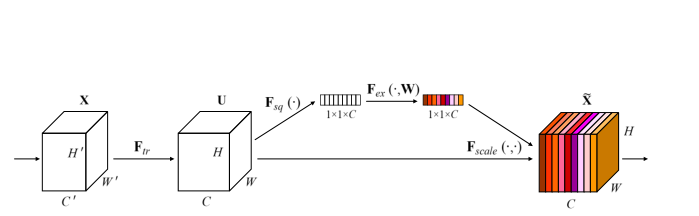 X
U
F_sq (·)
F_ex (·,W)
X̃
1×1×C
1×1×C
H'
F_tr
H
F_scale (·,·)
H
W'
W
W
C'
C
C